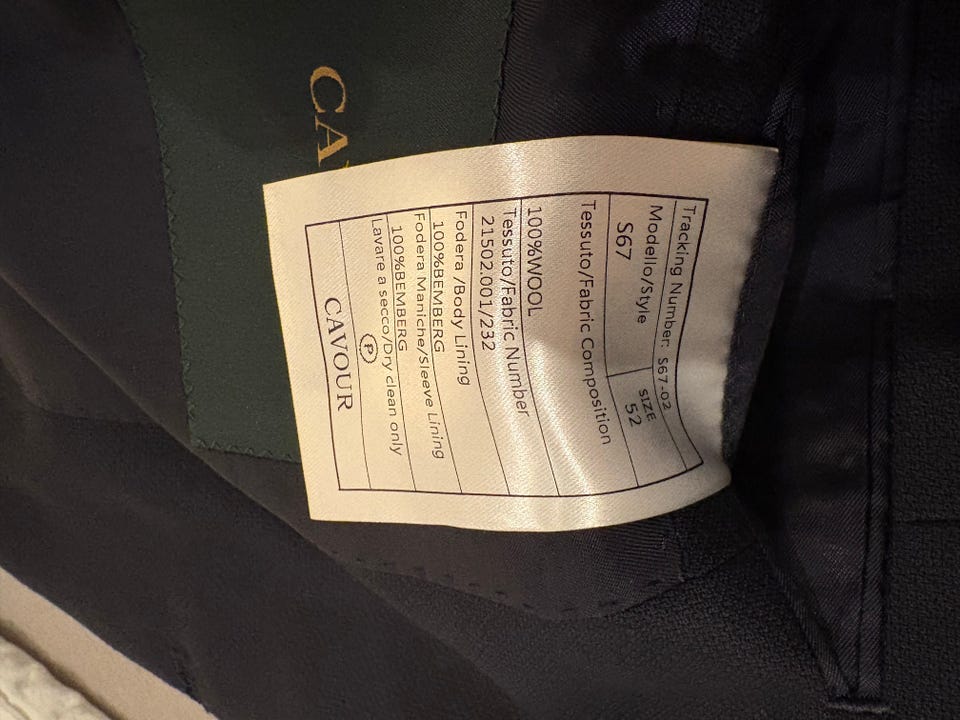 CA
Tracking Number: S67-02
Modello/Style SIZE
S67 52
Tessuto/Fabric Composition
100%WOOL
Tessuto/Fabric Number
21502.001/232
Fodera /Body Lining
100%BEMBERG
Fodera Maniche/Sleeve Lining
100%BEMBERG
Lavare a secco/Dry clean only
P
CAVOUR